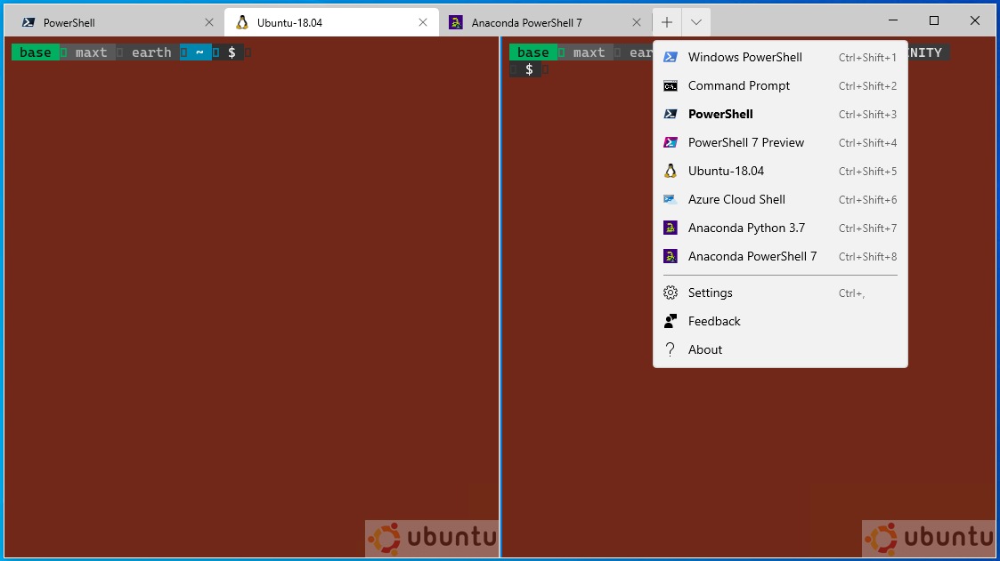 PowerShell
Ubuntu-18.04
Anaconda PowerShell 7
base maxt earth ~ $
base maxt ear NITY
$
Windows PowerShell Ctrl+Shift+1
Command Prompt Ctrl+Shift+2
PowerShell Ctrl+Shift+3
PowerShell 7 Preview Ctrl+Shift+4
Ubuntu-18.04 Ctrl+Shift+5
Azure Cloud Shell Ctrl+Shift+6
Anaconda Python 3.7 Ctrl+Shift+7
Anaconda PowerShell 7 Ctrl+Shift+8
Settings Ctrl+,
Feedback
? About
ubuntu
ubuntu